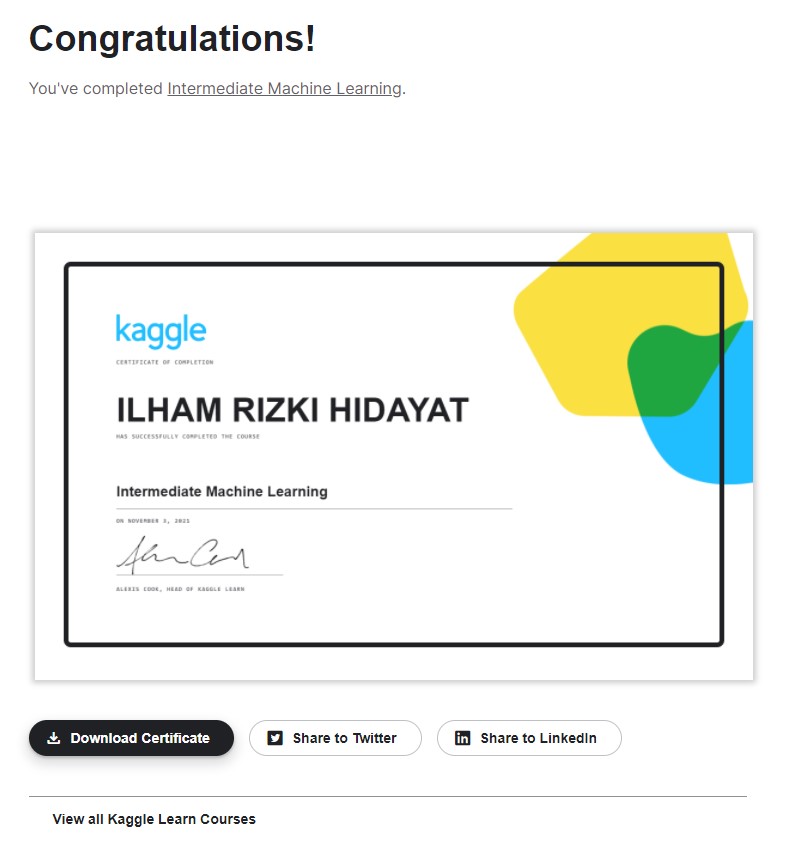 Congratulations!
You've completed Intermediate Machine Learning.
kaggle
CERTIFICATE OF COMPLETION
ILHAM RIZKI HIDAYAT
HAS SUCCESSFULLY COMPLETED THE COURSE
Intermediate Machine Learning
ON NOVEMBER 3, 2021
ALEXIS COOK, HEAD OF KAGGLE LEARN
Download Certificate
Share to Twitter
Share to LinkedIn
View all Kaggle Learn Courses